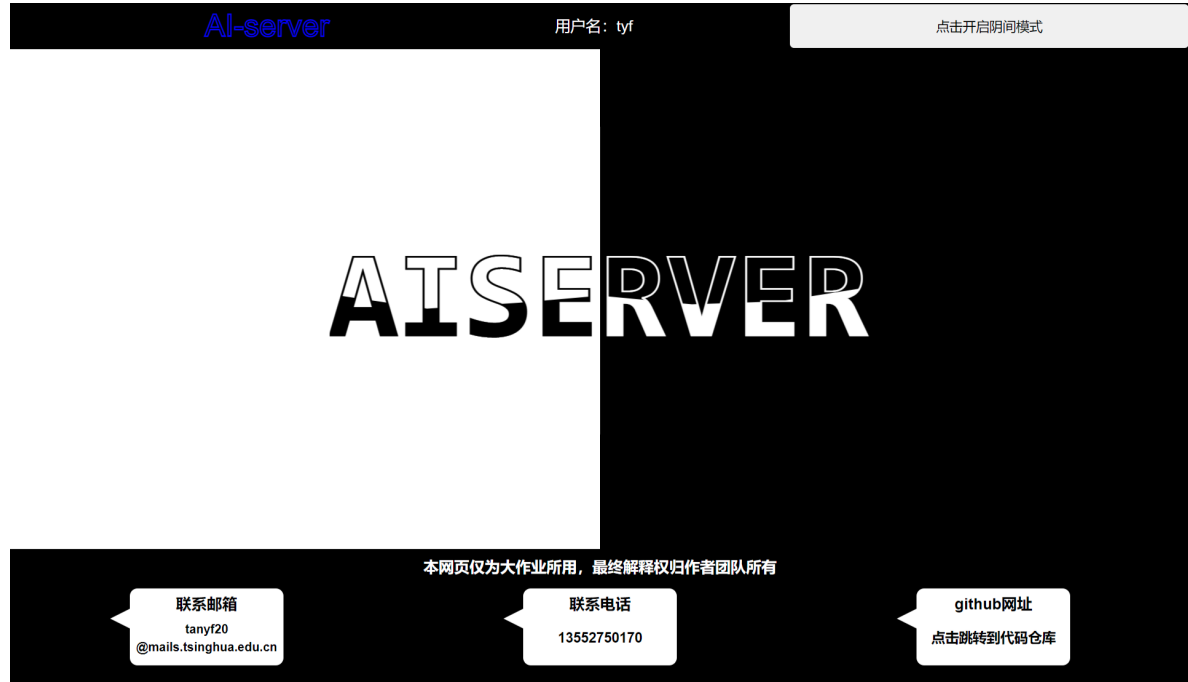 AI-server
用户名：tyf
点击开启阴间模式
AISERVER
本网页仅为大作业所用，最终解释权归作者团队所有
联系邮箱
tanyf20
@mails.tsinghua.edu.cn
联系电话
13552750170
github网址
点击跳转到代码仓库